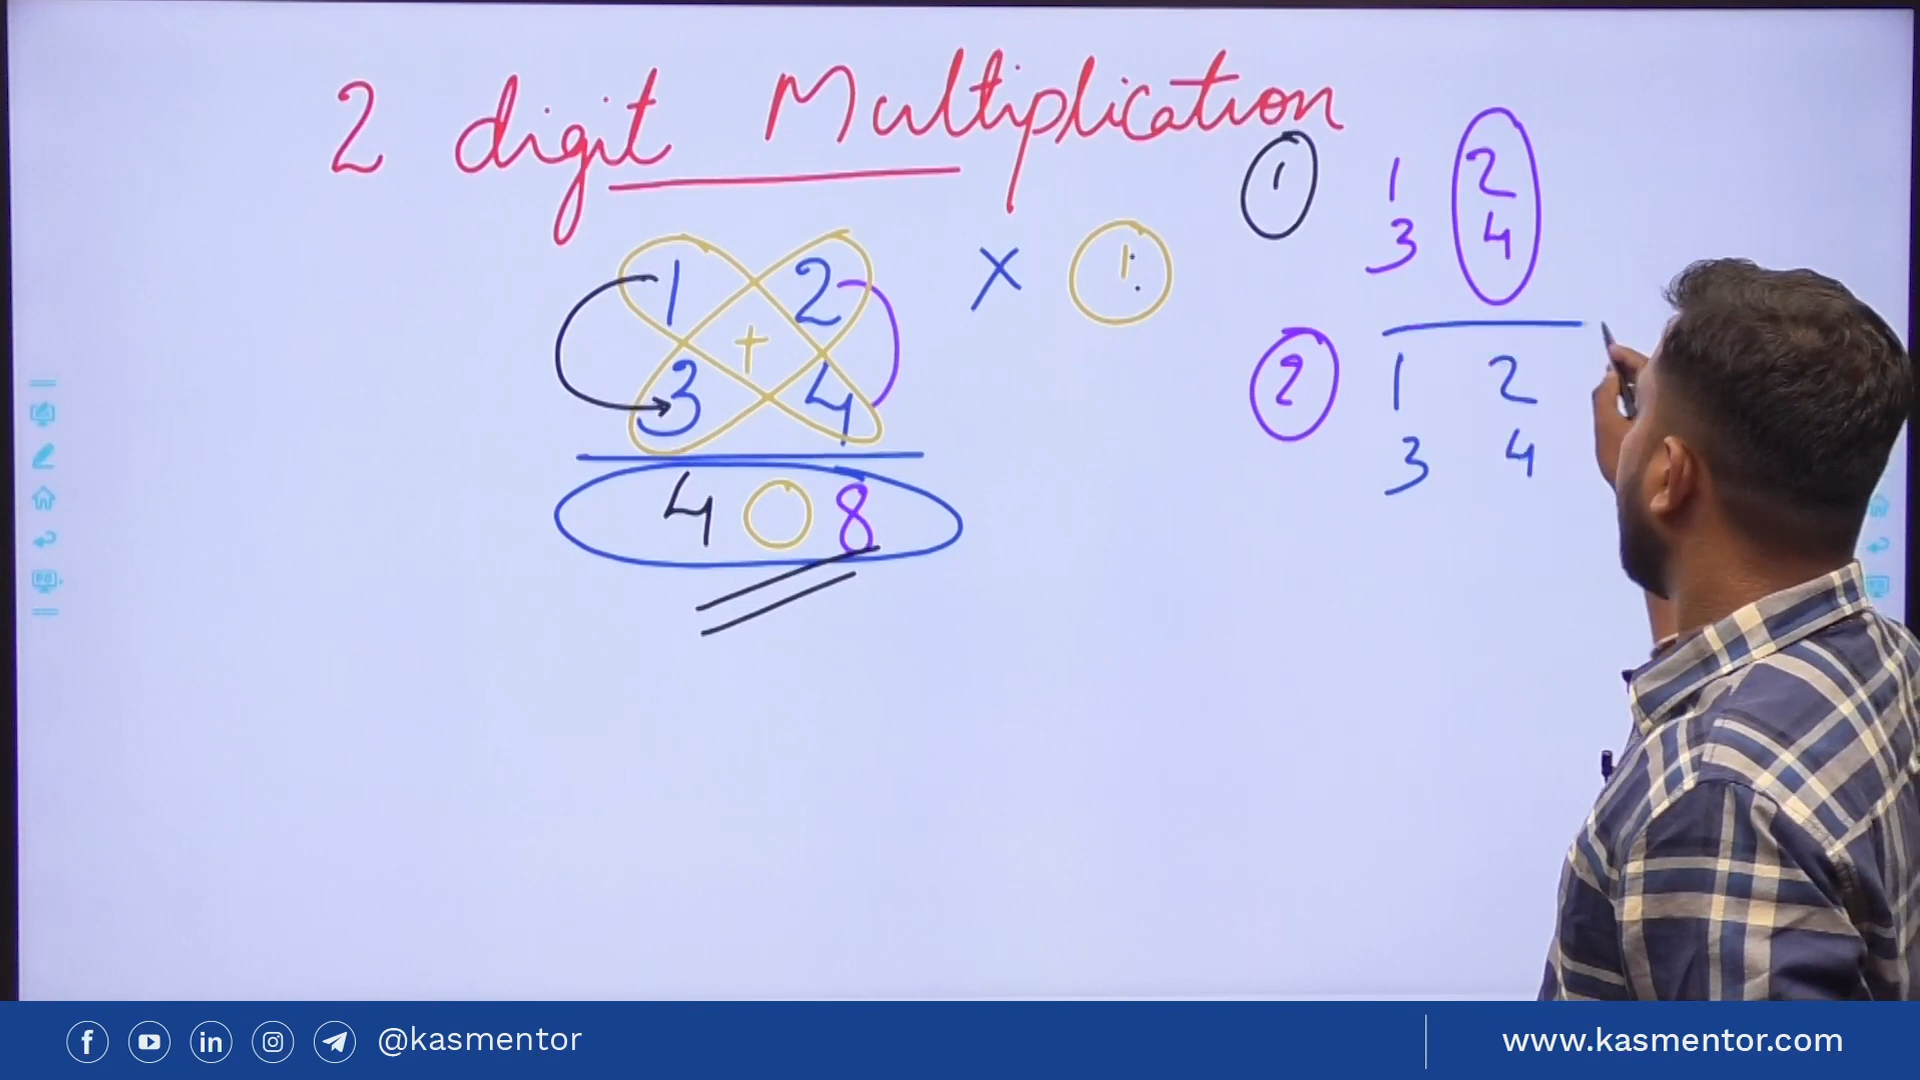 2 digit Multiplication
1 2 ×
1
3 + 4
4 0 8
1
1 2
3 4
2
1 2
3 4
@kasmentor
www.kasmentor.com